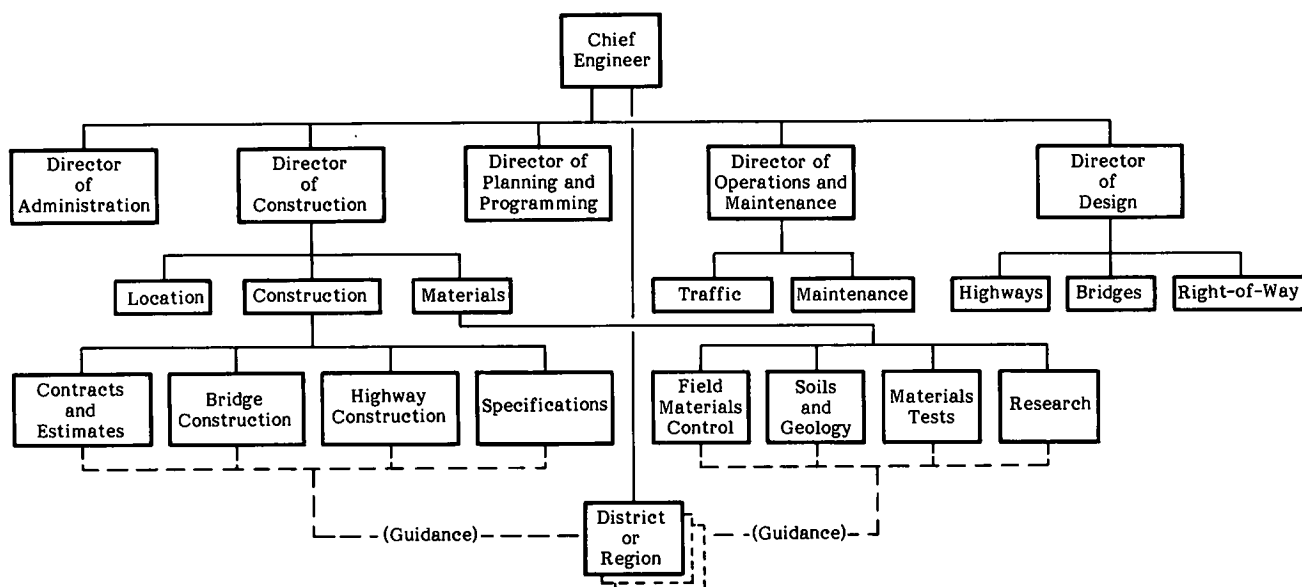 Chief
Engineer
Director
of
Administration
Director
of
Construction
Director of
Planning and
Programming
Director of
Operations and
Maintenance
Director
of
Design
Location
Construction
Materials
Traffic
Maintenance
Highways
Bridges
Right-of-Way
Contracts
and
Estimates
Bridge
Construction
Highway
Construction
Specifications
Field
Materials
Control
Soils
and
Geology
Materials
Tests
Research
(Guidance)
District
or
Region
(Guidance)